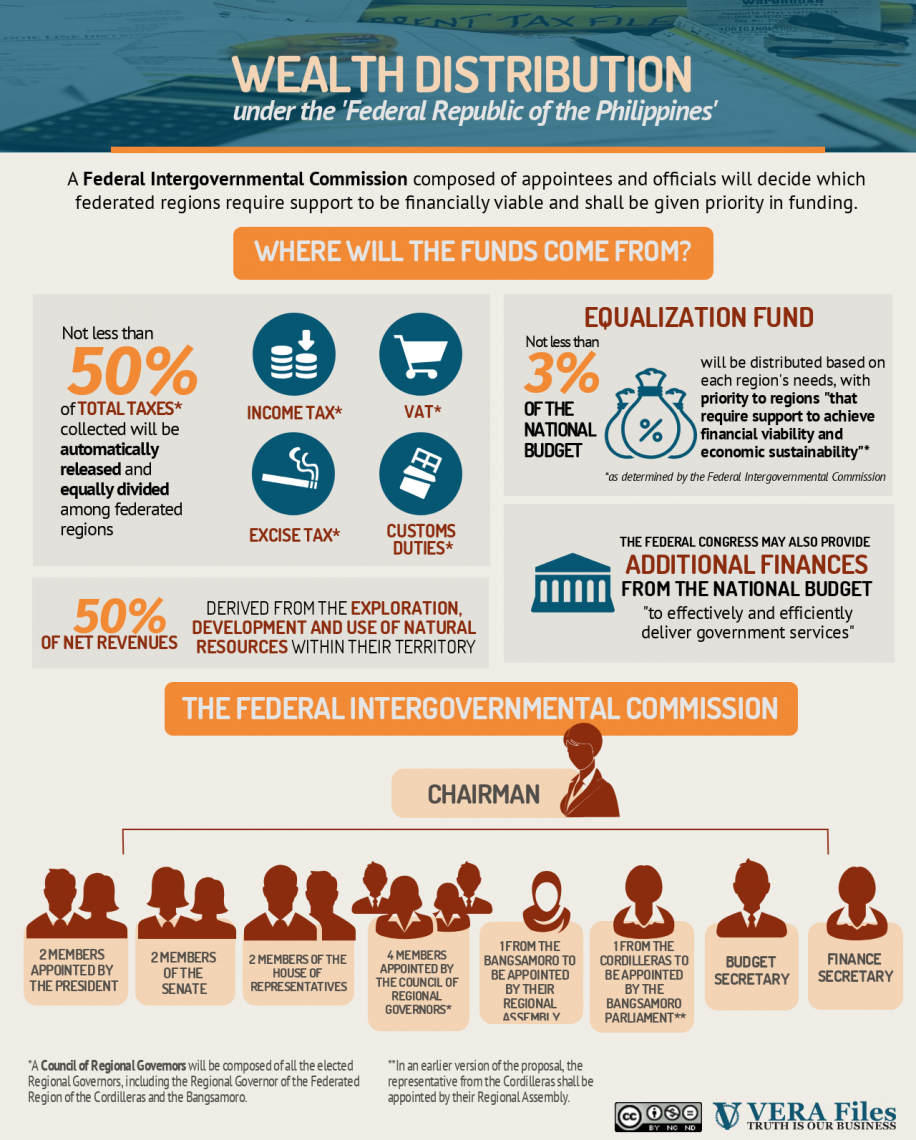 RRENT TAX FILE
WEALTH DISTRIBUTION
under the 'Federal Republic of the Philippines'
A Federal Intergovernmental Commission composed of appointees and officials will decide which
federated regions require support to be financially viable and shall be given priority in funding.
WHERE WILL THE FUNDS COME FROM?
Not less than
50%
of TOTAL TAXES*
collected will be
automatically
released and
equally divided
among federated
regions
INCOME TAX*
VAT*
EXCISE TAX*
CUSTOMS
DUTIES*
50%
OF NET REVENUES
DERIVED FROM THE EXPLORATION,
DEVELOPMENT AND USE OF NATURAL
RESOURCES WITHIN THEIR TERRITORY
EQUALIZATION FUND
Not less than
3%
OF THE
NATIONAL
BUDGET
%
will be distributed based on
each region's needs, with
priority to regions "that
require support to achieve
financial viability and
economic sustainability"*
*as determined by the Federal Intergovernmental Commission
THE FEDERAL CONGRESS MAY ALSO PROVIDE
ADDITIONAL FINANCES
FROM THE NATIONAL BUDGET
"to effectively and efficiently
deliver government services"
THE FEDERAL INTERGOVERNMENTAL COMMISSION
CHAIRMAN
2 MEMBERS
APPOINTED BY
THE PRESIDENT
2 MEMBERS
OF THE
SENATE
2 MEMBERS OF THE
HOUSE OF
REPRESENTATIVES
4 MEMBERS
APPOINTED BY
THE COUNCIL OF
REGIONAL
GOVERNORS*
1 FROM THE
BANGSAMORO TO
BE APPOINTED
BY THEIR
REGIONAL
ASSEMBLY
1 FROM THE
CORDILLERAS TO
BE APPOINTED
BY THE
BANGSAMORO
PARLIAMENT**
BUDGET
SECRETARY
FINANCE
SECRETARY
*A Council of Regional Governors will be composed of all the elected
Regional Governors, including the Regional Governor of the Federated
Region of the Cordilleras and the Bangsamoro.
**In an earlier version of the proposal, the
representative from the Cordilleras shall be
appointed by their Regional Assembly.
cc
BY NC ND
VERA Files
TRUTH IS OUR BUSINESS